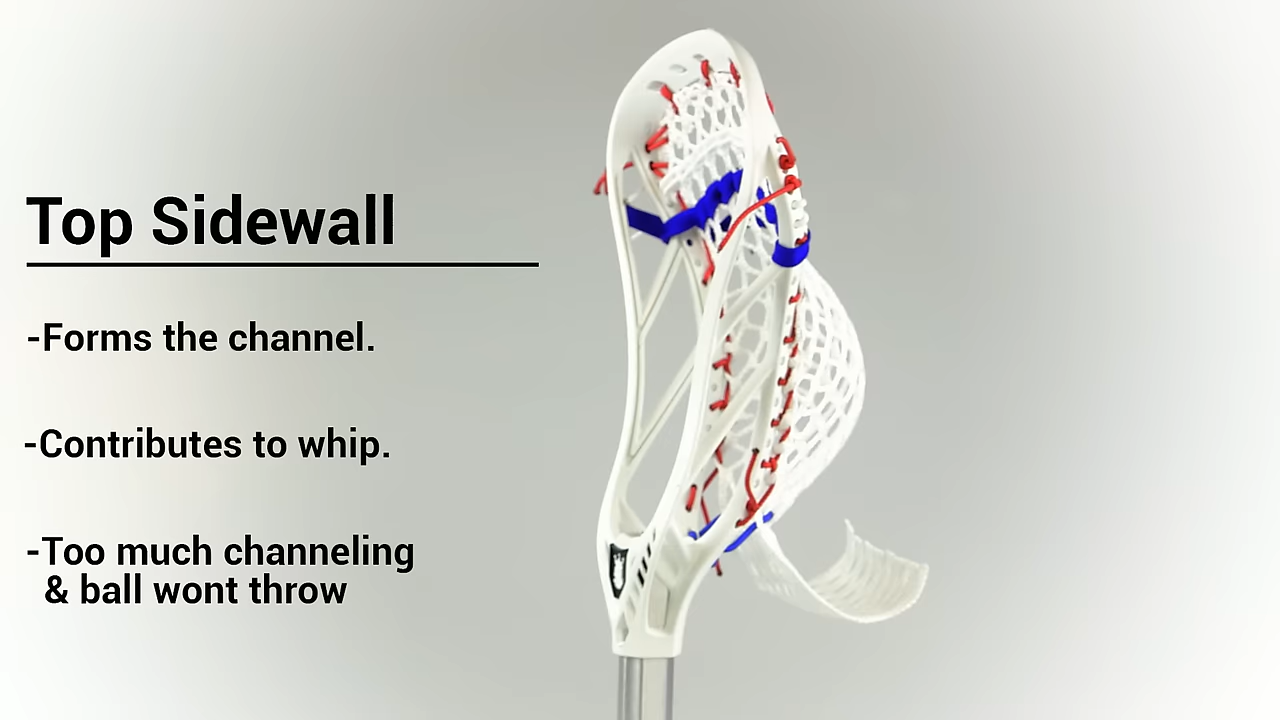 Top Sidewall
-Forms the channel.
-Contributes to whip.
-Too much channeling
& ball wont throw